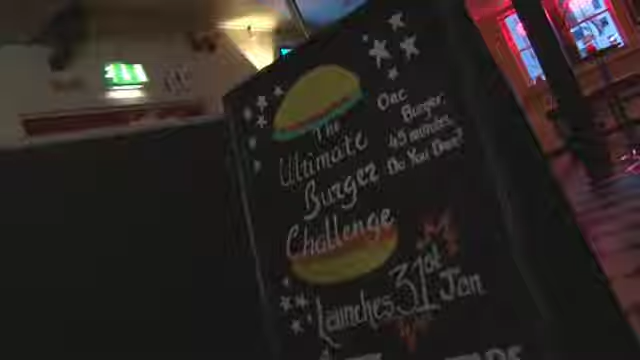 The
Ultimate
Burger
Challenge
One
Burger.
45 minutes.
Do You Dare?
Launches 31st Jan